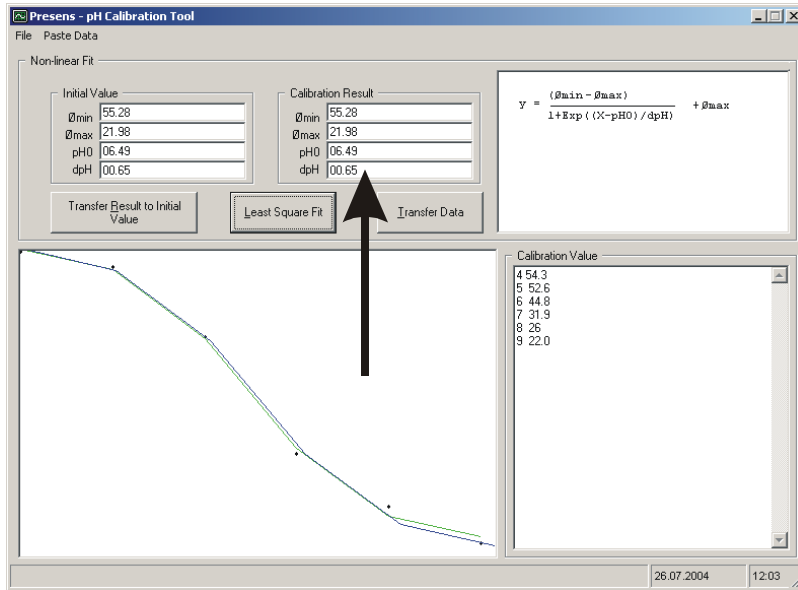 Presens - pH Calibration Tool
File Paste Data
Non-linear Fit
Initial Value
Ømin 55.28
Ømax 21.98
pH0 06.49
dpH 00.65
Calibration Result
Ømin 55.28
Ømax 21.98
pH0 06.49
dpH 00.65
y = (Ømin-Ømax) / 1+Exp((X-pH0)/dpH) +Ømax
Transfer Result to Initial
Value
Least Square Fit
Transfer Data
Calibration Value
4 54.3
5 52.6
6 44.8
7 31.9
8 26
9 22.0
26.07.2004 12:03